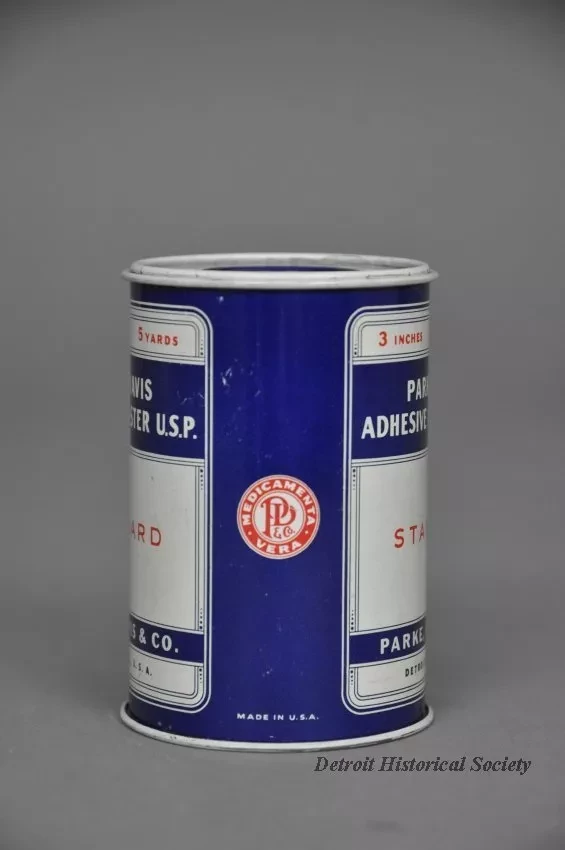 5 YARDS
AVIS
STER U.S.P.
ARD
S & CO.
U. S. A.
MEDICAMENTA
PD
& Co.
VERA
MADE IN U.S.A.
3 INCHES
PAR
ADHESIVE
STA
PARKE,
DETRO
Detroit Historical Society